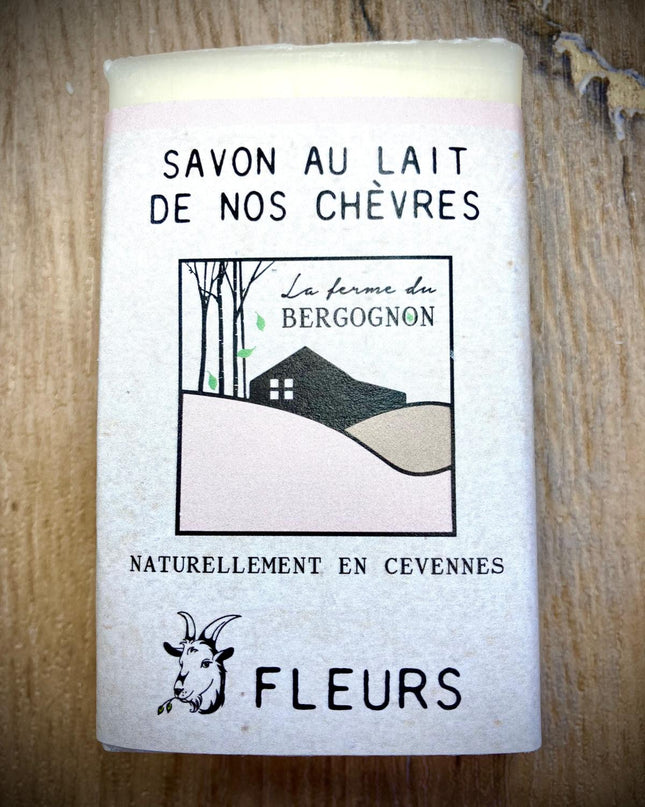 SAVON AU LAIT
DE NOS CHÈVRES
La ferme du
BERGOGNON
NATURELLEMENT EN CEVENNES
FLEURS